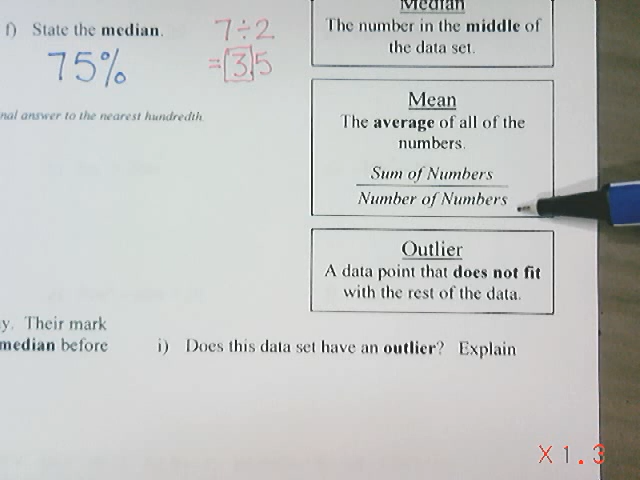 f) State the median.
7÷2
75%
=3.5
nal answer to the nearest hundredth.
Median
The number in the middle of
the data set.
Mean
The average of all of the
numbers.
Sum of Numbers
Number of Numbers
Outlier
A data point that does not fit
with the rest of the data.
y. Their mark
median before
i) Does this data set have an outlier? Explain
X1.3